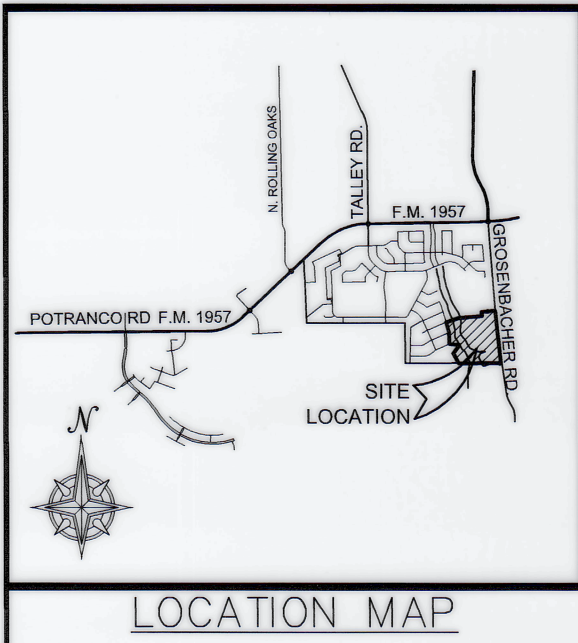 N. ROLLING OAKS
TALLEY RD.
F.M. 1957
GROSENBACHER RD.
POTRANCO RD F.M. 1957
SITE
LOCATION
N
LOCATION MAP